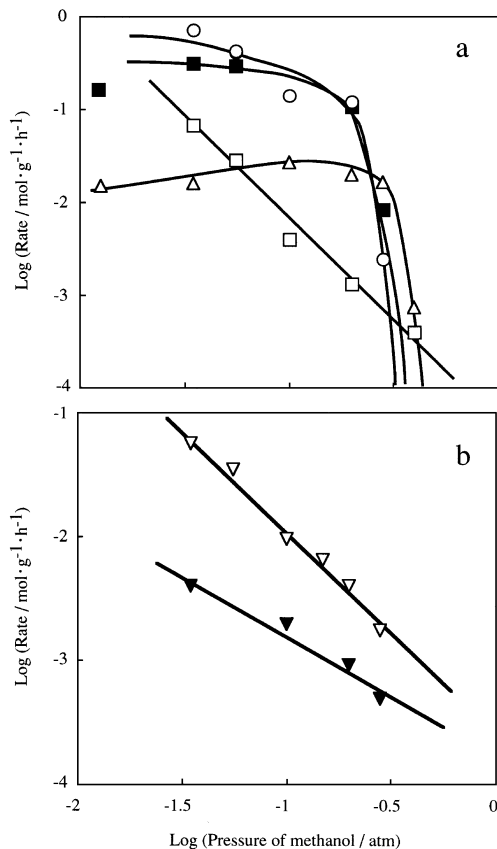 0
a
-1
-2
-3
-4
Log (Rate / mol·g-1·h-1)
-1
b
-2
-3
-4
Log (Rate / mol·g-1·h-1)
-2 -1.5 -1 -0.5 0
Log (Pressure of methanol / atm)